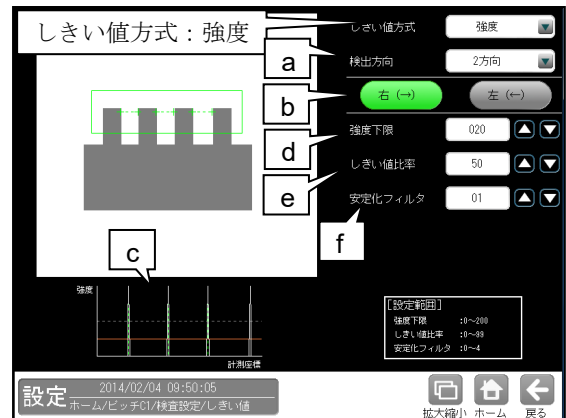 しきい値方式：強度
しきい値方式 強度
a 検出方向 2方向
b 右 (→) 左 (←)
d 強度下限 020
e しきい値比率 50
f 安定化フィルタ 01
c
強度
計測座標
[設定範囲]
強度下限 :0～200
しきい値比率 :0～99
安定化フィルタ :0～4
設定 2014/02/04 09:50:05
ホーム/ピッチC1/検査設定/しきい値
拡大縮小 ホーム 戻る